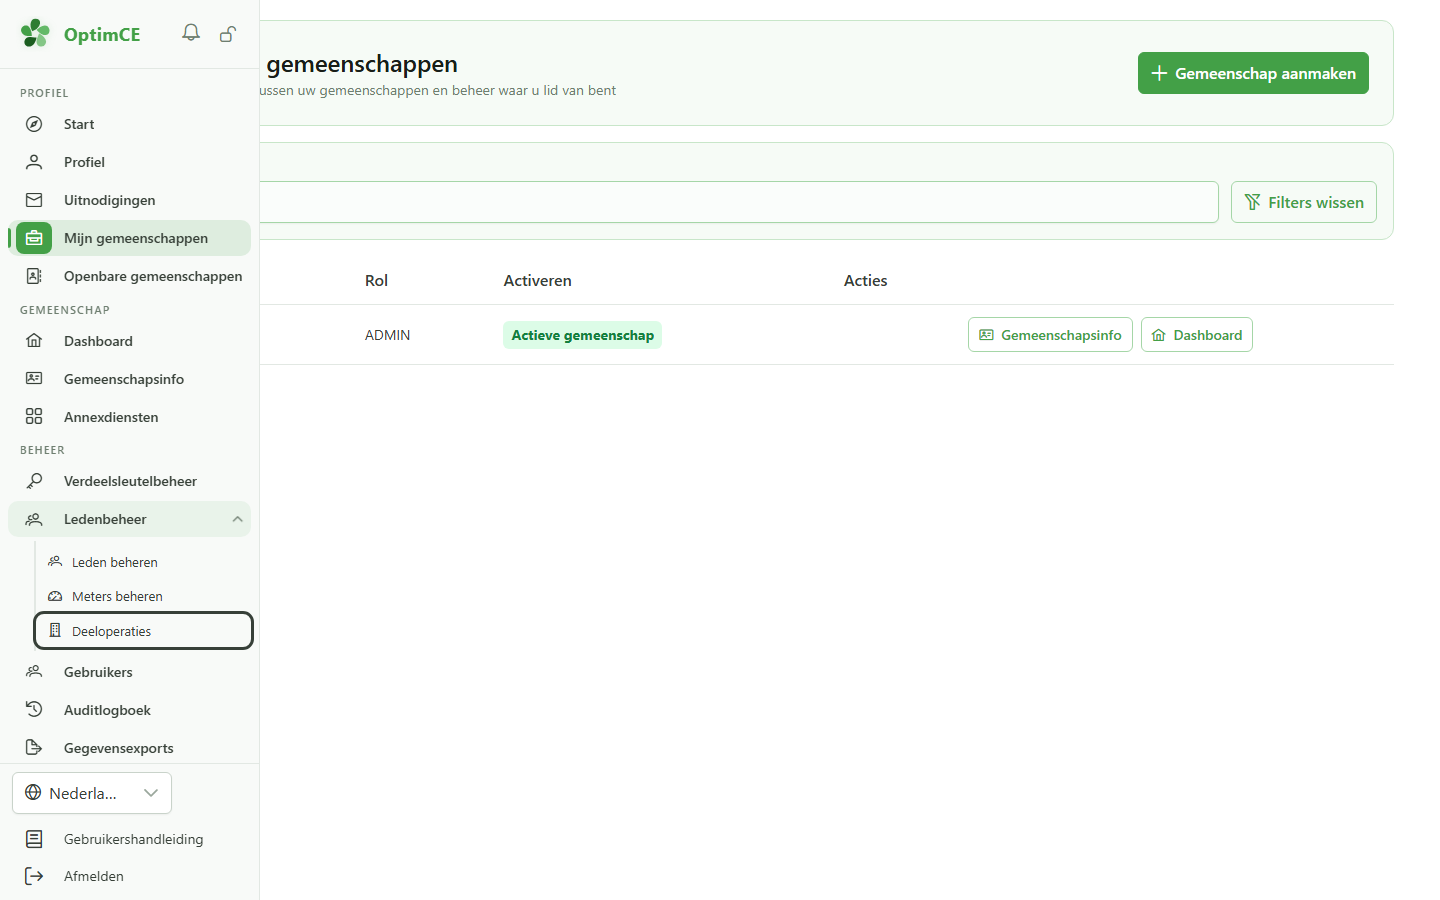 OptimCE
PROFIEL
Start
Profiel
Uitnodigingen
Mijn gemeenschappen
Openbare gemeenschappen
GEMEENSCHAP
Dashboard
Gemeenschapsinfo
Annexdiensten
BEHEER
Verdeelsleutelbeheer
Ledenbeheer
Leden beheren
Meters beheren
Deeloperaties
Gebruikers
Auditlogboek
Gegevensexports
Nederla...
Gebruikershandleiding
Afmelden
gemeenschappen
ussen uw gemeenschappen en beheer waar u lid van bent
Gemeenschap aanmaken
Filters wissen
Rol Activeren Acties
ADMIN Actieve gemeenschap Gemeenschapsinfo Dashboard